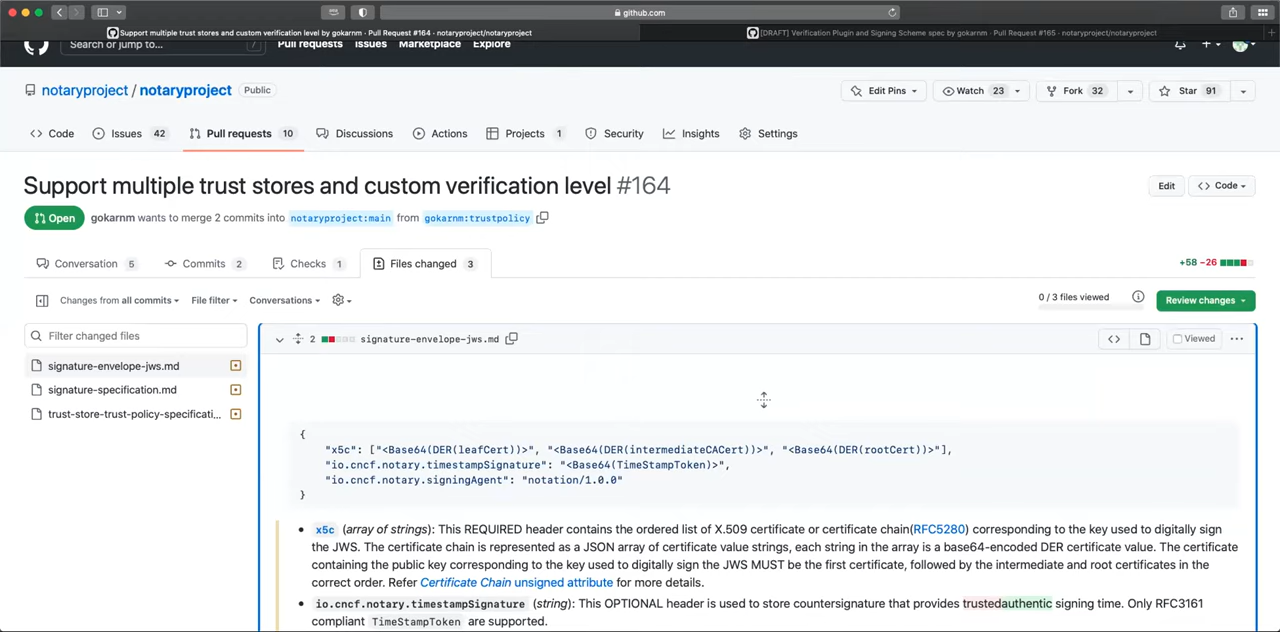 github.com
Support multiple trust stores and custom verification level by gokarnm · Pull Request #164 · notaryproject/notaryproject
[DRAFT] Verification Plugin and Signing Scheme spec by gokarnm · Pull Request #165 · notaryproject/notaryproject
Search or jump to... /
Pull requests Issues Marketplace Explore
notaryproject / notaryproject Public
Edit Pins Watch 23 Fork 32 Star 91
Code Issues 42 Pull requests 10 Discussions Actions Projects 1 Security Insights Settings
Support multiple trust stores and custom verification level #164
Edit <> Code
Open gokarnm wants to merge 2 commits into notaryproject:main from gokarnm:trustpolicy
Conversation 5 Commits 2 Checks 1 Files changed 3
+58 −26
Changes from all commits File filter Conversations
0 / 3 files viewed
Review changes
Filter changed files
signature-envelope-jws.md
signature-specification.md
trust-store-trust-policy-specificati...
2 signature-envelope-jws.md
<> Viewed ...
{
"x5c": ["<Base64(DER(leafCert))>", "<Base64(DER(intermediateCACert))>", "<Base64(DER(rootCert))>"],
"io.cncf.notary.timestampSignature": "<Base64(TimeStampToken)>",
"io.cncf.notary.signingAgent": "notation/1.0.0"
}
• x5c (array of strings): This REQUIRED header contains the ordered list of X.509 certificate or certificate chain(RFC5280) corresponding to the key used to digitally sign
the JWS. The certificate chain is represented as a JSON array of certificate value strings, each string in the array is a base64-encoded DER certificate value. The certificate
containing the public key corresponding to the key used to digitally sign the JWS MUST be the first certificate, followed by the intermediate and root certificates in the
correct order. Refer Certificate Chain unsigned attribute for more details.
• io.cncf.notary.timestampSignature (string): This OPTIONAL header is used to store countersignature that provides trustedauthentic signing time. Only RFC3161
compliant TimeStampToken are supported.